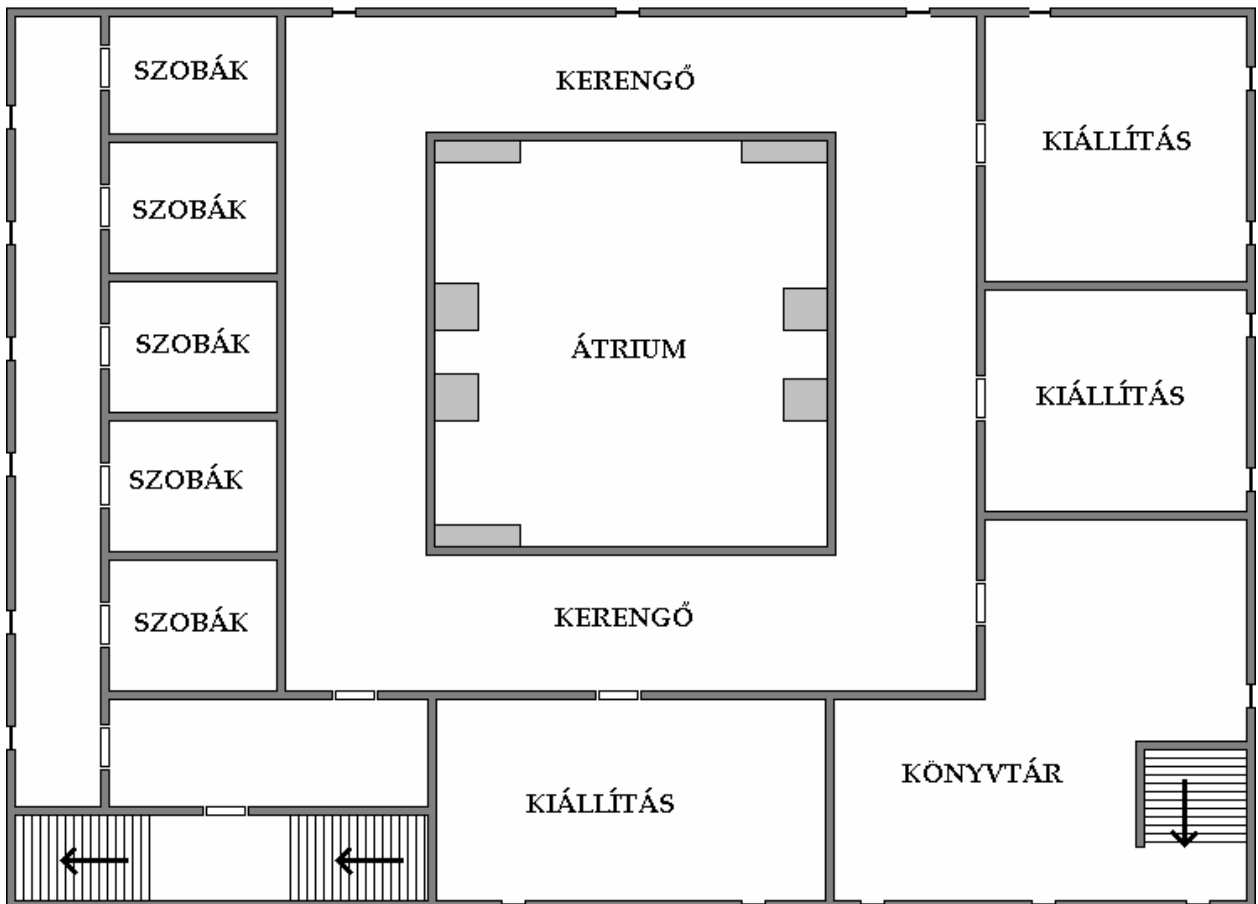 SZOBÁK
KERENGŐ
KIÁLLÍTÁS
SZOBÁK
SZOBÁK
ÁTRIUM
KIÁLLÍTÁS
SZOBÁK
SZOBÁK
KERENGŐ
KIÁLLÍTÁS
KÖNYVTÁR